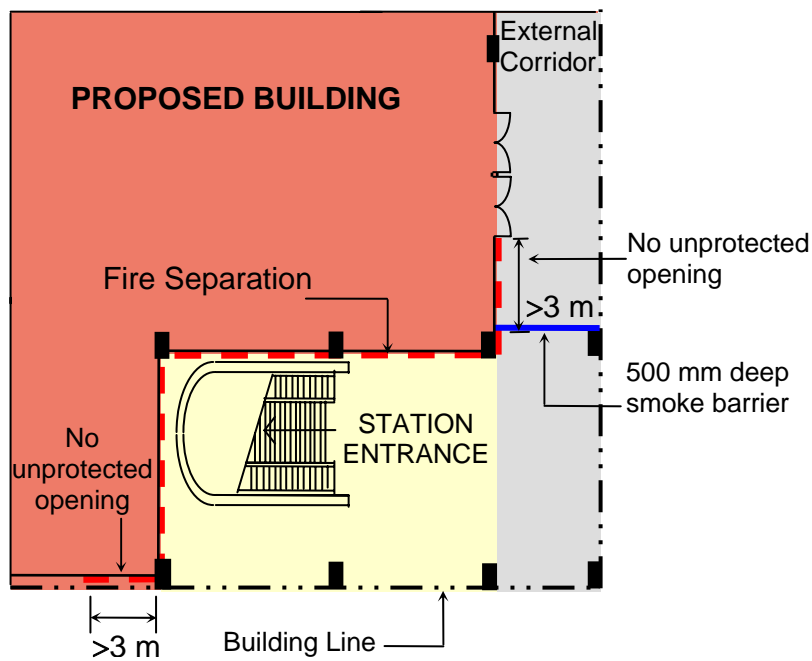 External
Corridor
PROPOSED BUILDING
No unprotected
opening
Fire Separation
>3 m
500 mm deep
smoke barrier
STATION
ENTRANCE
No
unprotected
opening
Building Line
>3 m